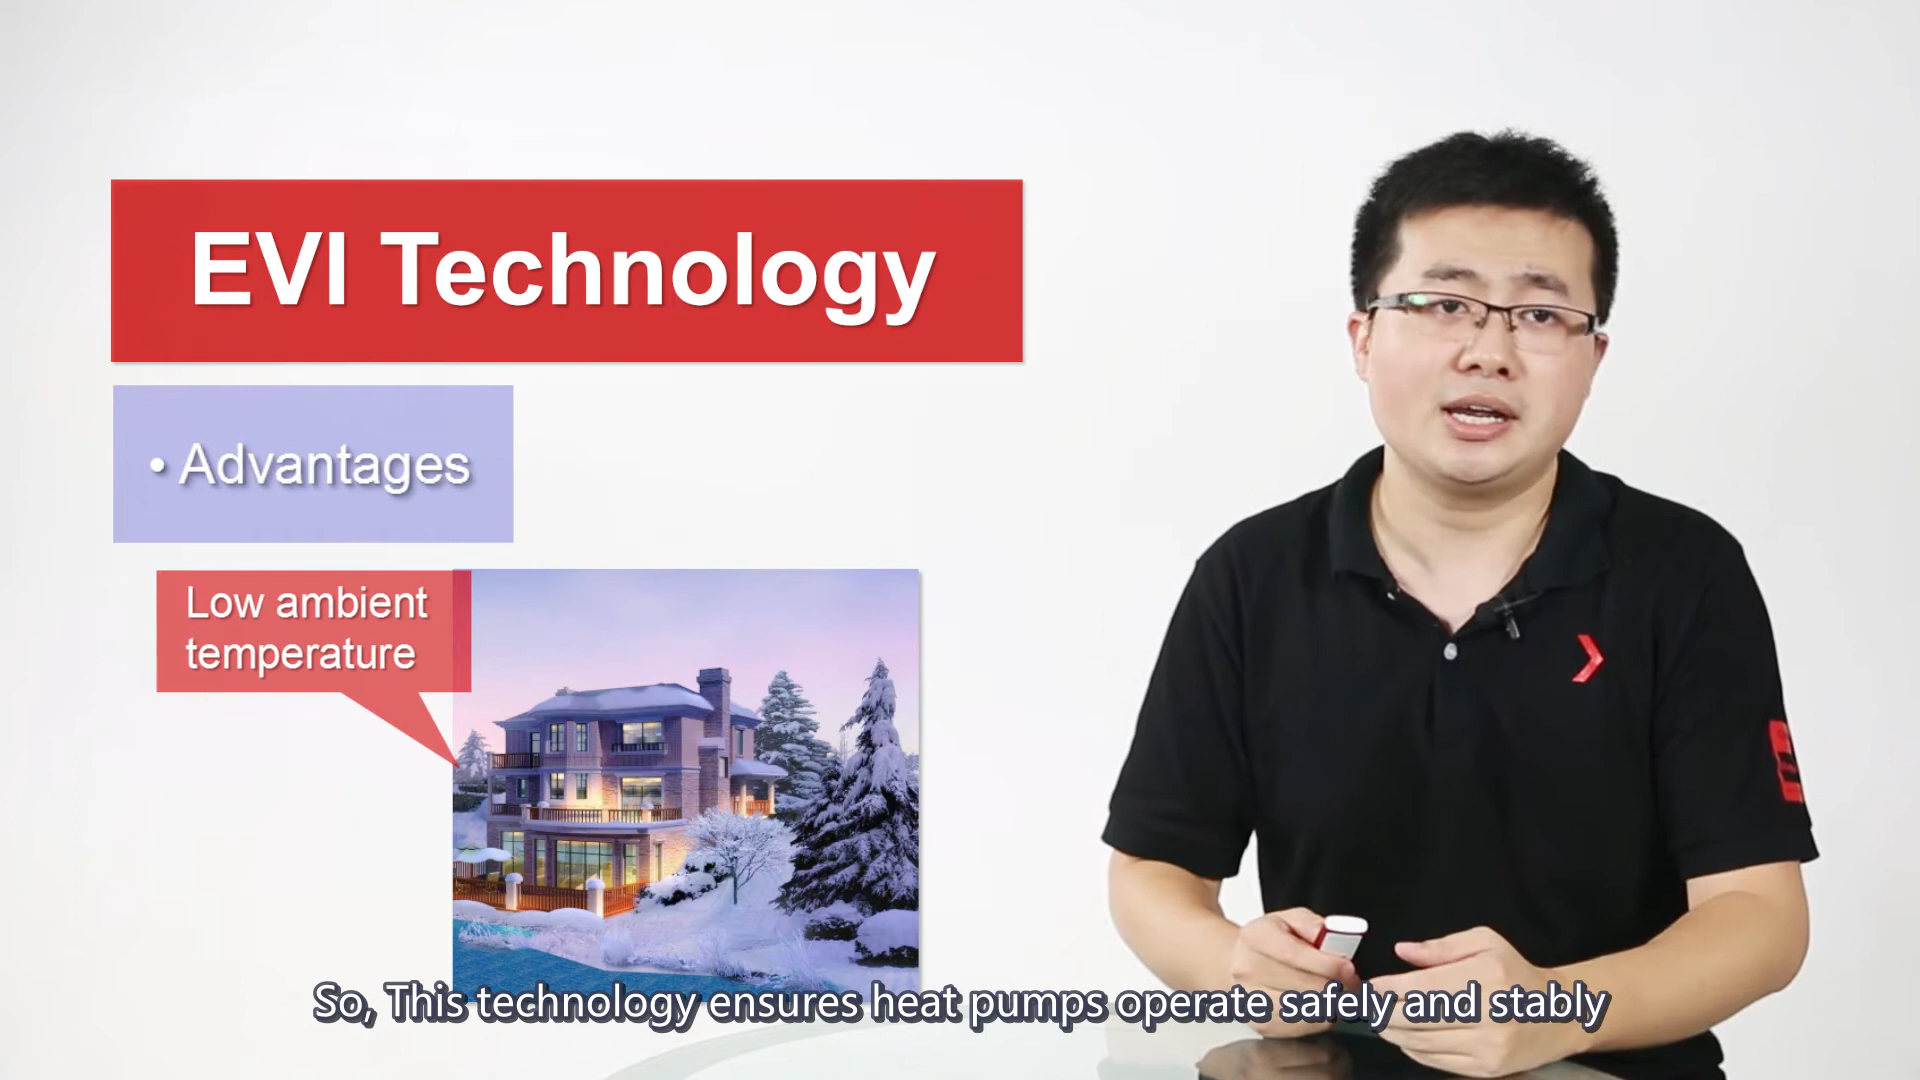 EVI Technology
• Advantages
Low ambient
temperature
So, This technology ensures heat pumps operate safely and stably